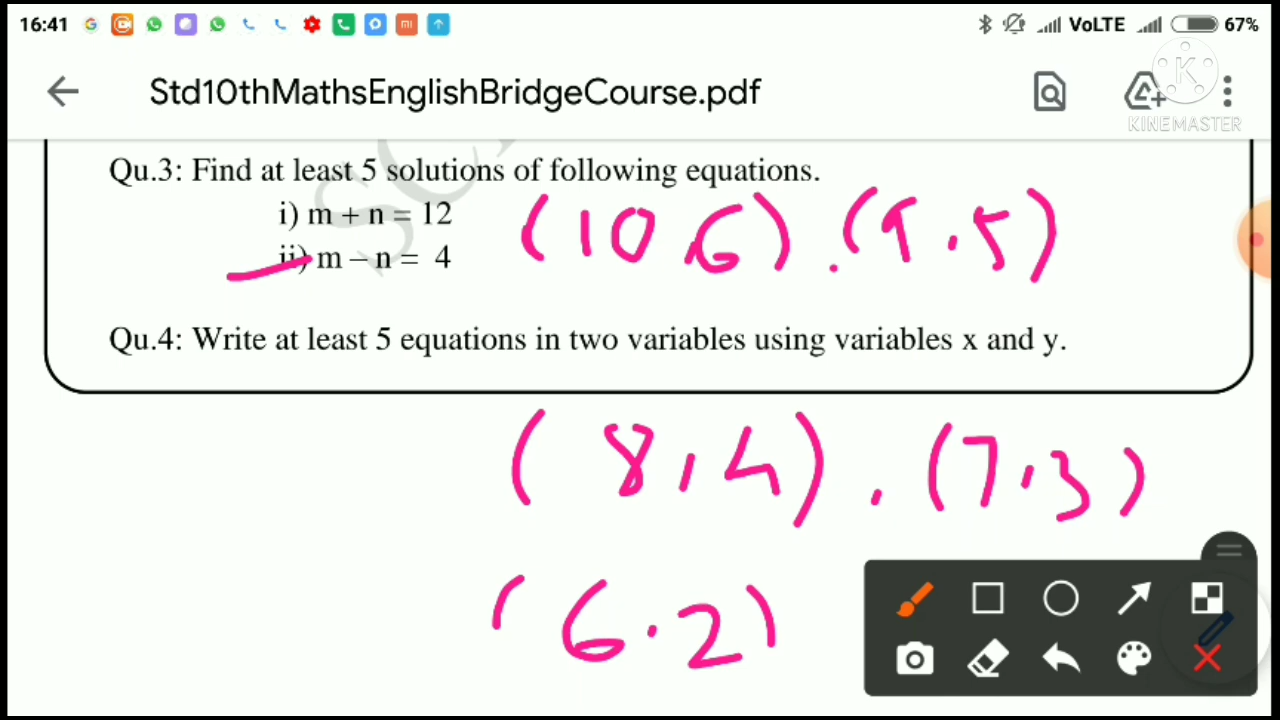 16:41
VoLTE 67%
Std10thMathsEnglishBridgeCourse.pdf
KINEMASTER
Qu.3: Find at least 5 solutions of following equations.
i) m + n = 12
ii) m – n = 4
(10,6).(9.5)
Qu.4: Write at least 5 equations in two variables using variables x and y.
(8,4).(7.3)
(6.2)